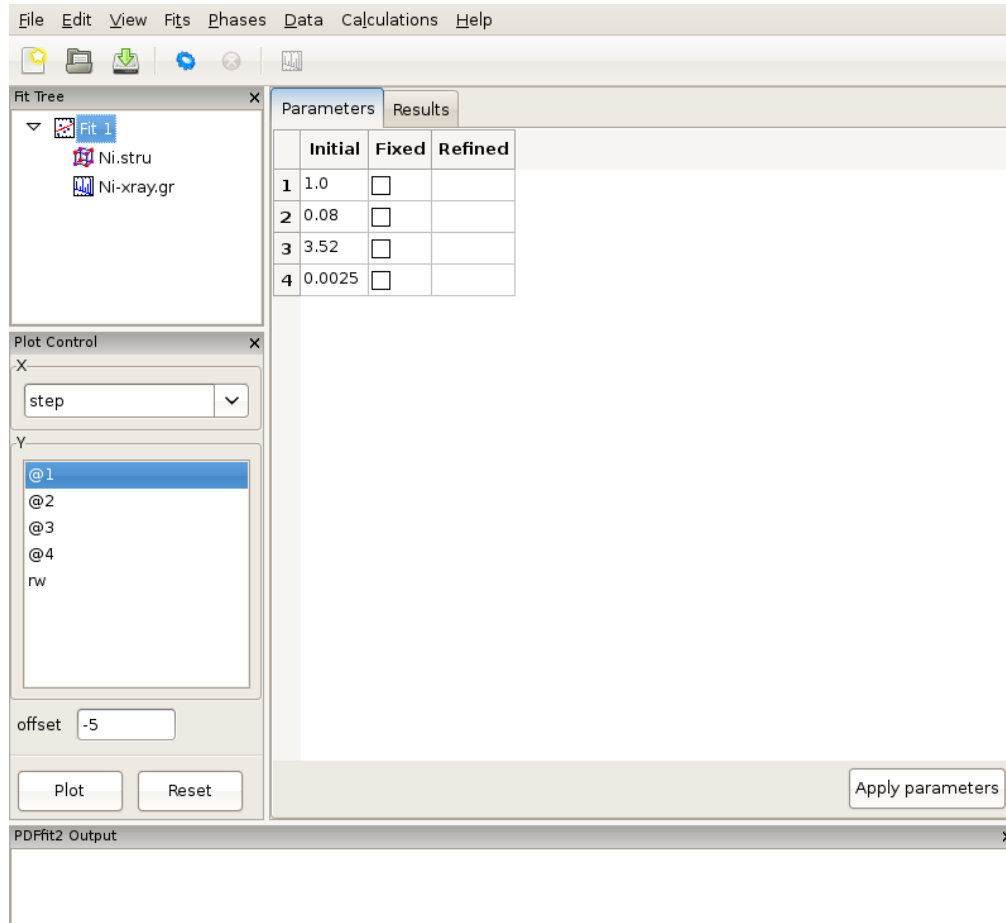 File Edit View Fits Phases Data Calculations Help
Fit Tree
Fit 1
Ni.stru
Ni-xray.gr
Plot Control
X
step
Y
@1
@2
@3
@4
rw
offset -5
Plot Reset
Parameters Results
Initial Fixed Refined
1 1.0
2 0.08
3 3.52
4 0.0025
Apply parameters
PDFfit2 Output